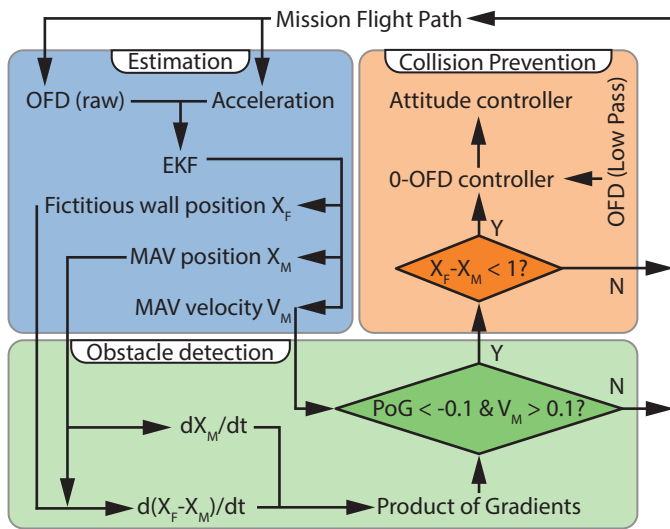 Mission Flight Path
Estimation
Collision Prevention
OFD (raw)
Acceleration
Attitude controller
EKF
0-OFD controller
OFD (Low Pass)
Fictitious wall position X_F
Y
MAV position X_M
X_F-X_M < 1?
N
MAV velocity V_M
Obstacle detection
Y
PoG < -0.1 & V_M > 0.1?
N
dX_M/dt
d(X_F-X_M)/dt
Product of Gradients